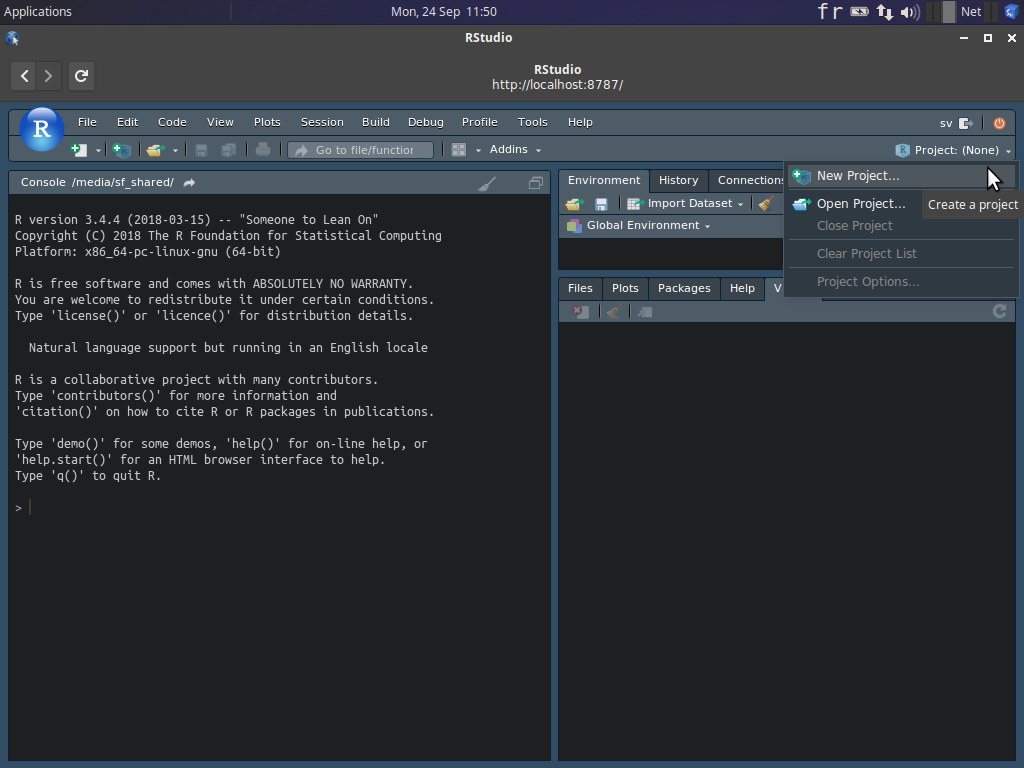 Applications
Mon, 24 Sep 11:50
fr
Net
RStudio
RStudio
http://localhost:8787/
R
File Edit Code View Plots Session Build Debug Profile Tools Help
sv
Go to file/function
Addins
Project: (None)
Console /media/sf_shared/
R version 3.4.4 (2018-03-15) -- "Someone to Lean On"
Copyright (C) 2018 The R Foundation for Statistical Computing
Platform: x86_64-pc-linux-gnu (64-bit)
R is free software and comes with ABSOLUTELY NO WARRANTY.
You are welcome to redistribute it under certain conditions.
Type 'license()' or 'licence()' for distribution details.
Natural language support but running in an English locale
R is a collaborative project with many contributors.
Type 'contributors()' for more information and
'citation()' on how to cite R or R packages in publications.
Type 'demo()' for some demos, 'help()' for on-line help, or
'help.start()' for an HTML browser interface to help.
Type 'q()' to quit R.
>
Environment History Connections
Import Dataset
Global Environment
New Project...
Open Project...
Create a project
Close Project
Clear Project List
Project Options...
Files Plots Packages Help V